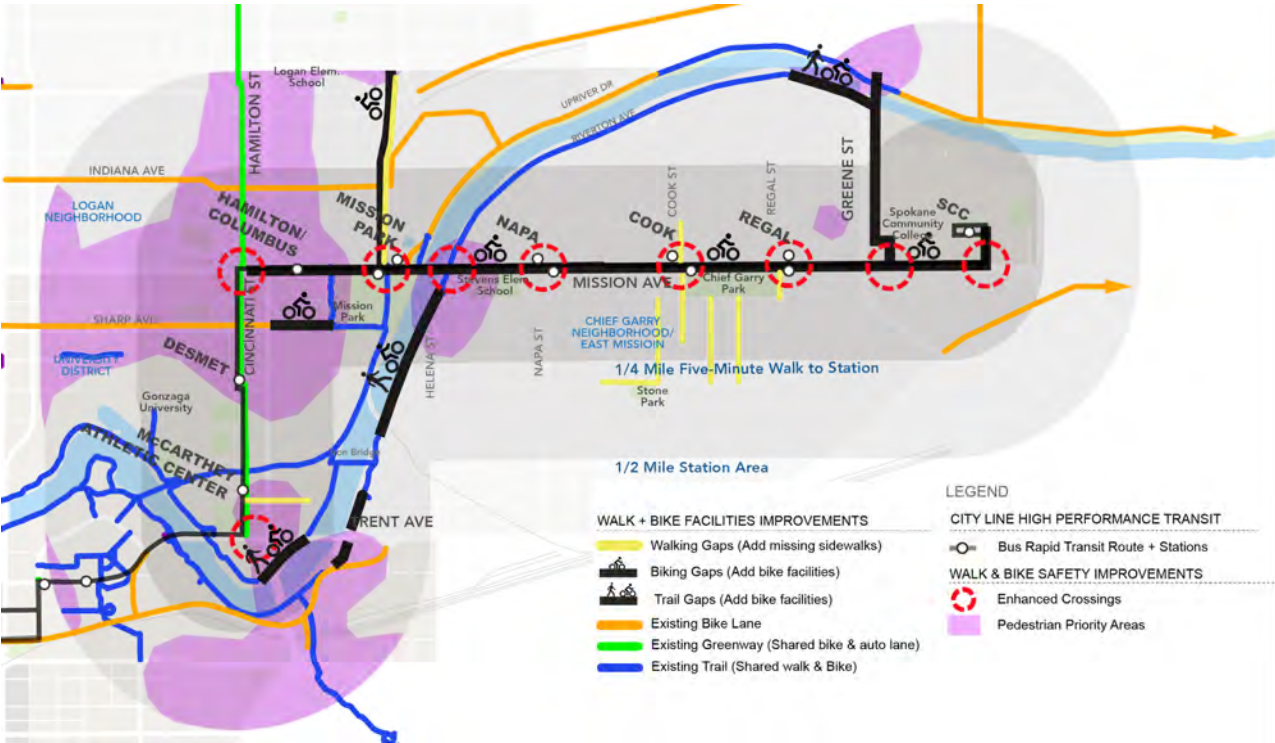 Logan Elem.
School
HAMILTON ST
UPRIVER DR
RIVERTON AVE
INDIANA AVE
LOGAN
NEIGHBORHOOD
HAMILTON/
COLUMBUS
MISSION
PARK
NAPA
COOK
COOK ST
REGAL
REGAL ST
GREENE ST
Spokane
Community
College
SCC
Stevens Elem.
School
MISSION AVE
Chief Garry
Park
SHARP AVE
Mission
Park
CINCINNATI ST
DESMET
UNIVERSITY
DISTRICT
HELENA ST
NAPA ST
CHIEF GARRY
NEIGHBORHOOD/
EAST MISSIOIN
1/4 Mile Five-Minute Walk to Station
Stone
Park
Gonzaga
University
McCARTHEY
ATHLETIC CENTER
Bridge
1/2 Mile Station Area
TRENT AVE
LEGEND
WALK + BIKE FACILITIES IMPROVEMENTS
Walking Gaps (Add missing sidewalks)
Biking Gaps (Add bike facilities)
Trail Gaps (Add bike facilities)
Existing Bike Lane
Existing Greenway (Shared bike & auto lane)
Existing Trail (Shared walk & Bike)
CITY LINE HIGH PERFORMANCE TRANSIT
Bus Rapid Transit Route + Stations
WALK & BIKE SAFETY IMPROVEMENTS
Enhanced Crossings
Pedestrian Priority Areas